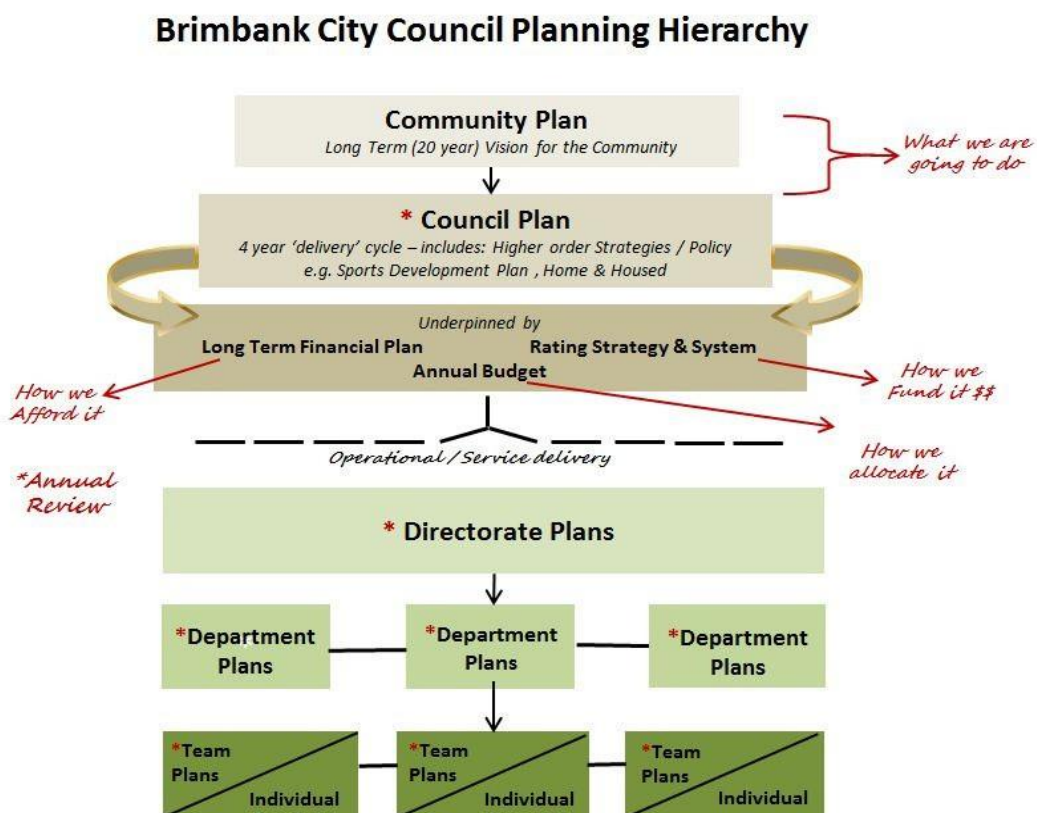 Brimbank City Council Planning Hierarchy
Community Plan
Long Term (20 year) Vision for the Community
What we are
going to do
* Council Plan
4 year ‘delivery’ cycle – includes: Higher order Strategies / Policy
e.g. Sports Development Plan , Home & Housed
Underpinned by
Long Term Financial Plan
Rating Strategy & System
Annual Budget
How we
Afford it
How we
Fund it $$
How we
allocate it
Operational / Service delivery
*Annual
Review
* Directorate Plans
*Department
Plans
*Department
Plans
*Department
Plans
*Team
Plans
Individual
*Team
Plans
Individual
*Team
Plans
Individual